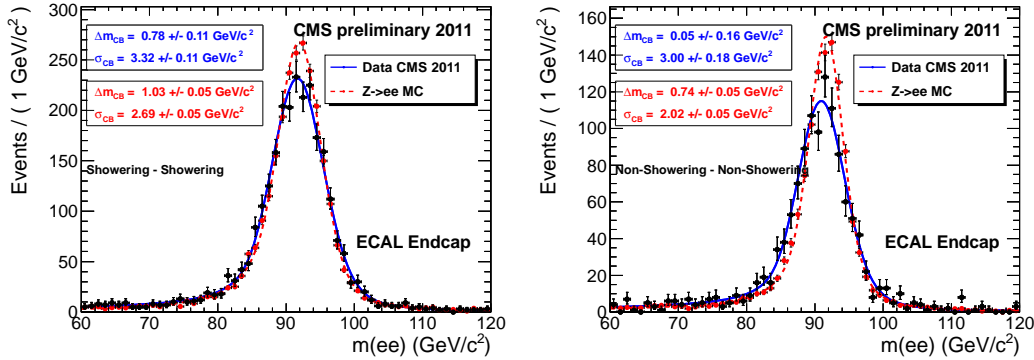 CMS preliminary 2011
Δm_CB = 0.78 +/- 0.11 GeV/c²
σ_CB = 3.32 +/- 0.11 GeV/c²
Δm_CB = 1.03 +/- 0.05 GeV/c²
σ_CB = 2.69 +/- 0.05 GeV/c²
Data CMS 2011
Z->ee MC
Showering - Showering
ECAL Endcap
Events / ( 1 GeV/c² )
300
250
200
150
100
50
0
60 70 80 90 100 110 120
m(ee) (GeV/c²)
CMS preliminary 2011
Δm_CB = 0.05 +/- 0.16 GeV/c²
σ_CB = 3.00 +/- 0.18 GeV/c²
Δm_CB = 0.74 +/- 0.05 GeV/c²
σ_CB = 2.02 +/- 0.05 GeV/c²
Data CMS 2011
Z->ee MC
Non-Showering - Non-Showering
ECAL Endcap
Events / ( 1 GeV/c² )
160
140
120
100
80
60
40
20
0
60 70 80 90 100 110 120
m(ee) (GeV/c²)